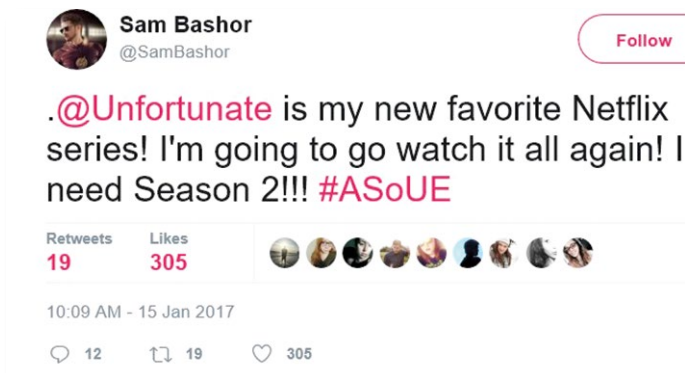 Sam Bashor
@SamBashor
Follow
.@Unfortunate is my new favorite Netflix
series! I'm going to go watch it all again! I
need Season 2!!! #ASoUE
Retweets Likes
19 305
10:09 AM - 15 Jan 2017
12 19 305